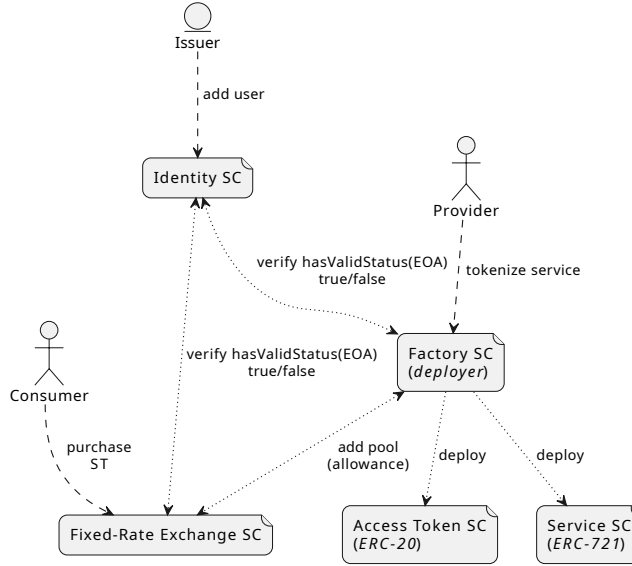 Issuer
add user
Identity SC
Provider
verify hasValidStatus(EOA)
true/false
tokenize service
Consumer
verify hasValidStatus(EOA)
true/false
Factory SC
(deployer)
purchase
ST
add pool
(allowance)
deploy
deploy
Fixed-Rate Exchange SC
Access Token SC
(ERC-20)
Service SC
(ERC-721)